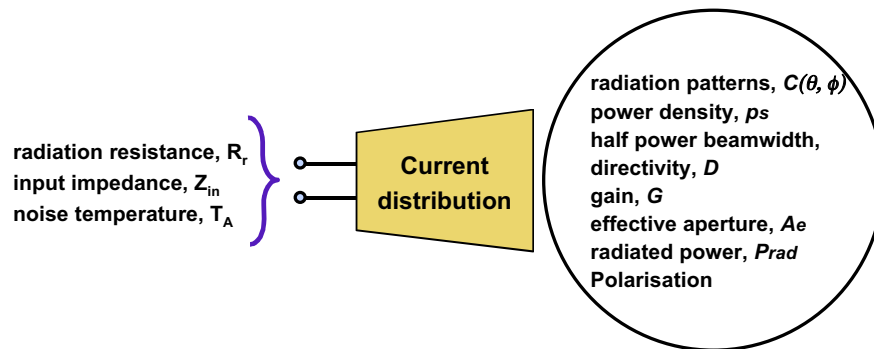 radiation resistance, Rr
input impedance, Zin
noise temperature, TA
Current
distribution
radiation patterns, C(θ, ϕ)
power density, ps
half power beamwidth,
directivity, D
gain, G
effective aperture, Ae
radiated power, Prad
Polarisation